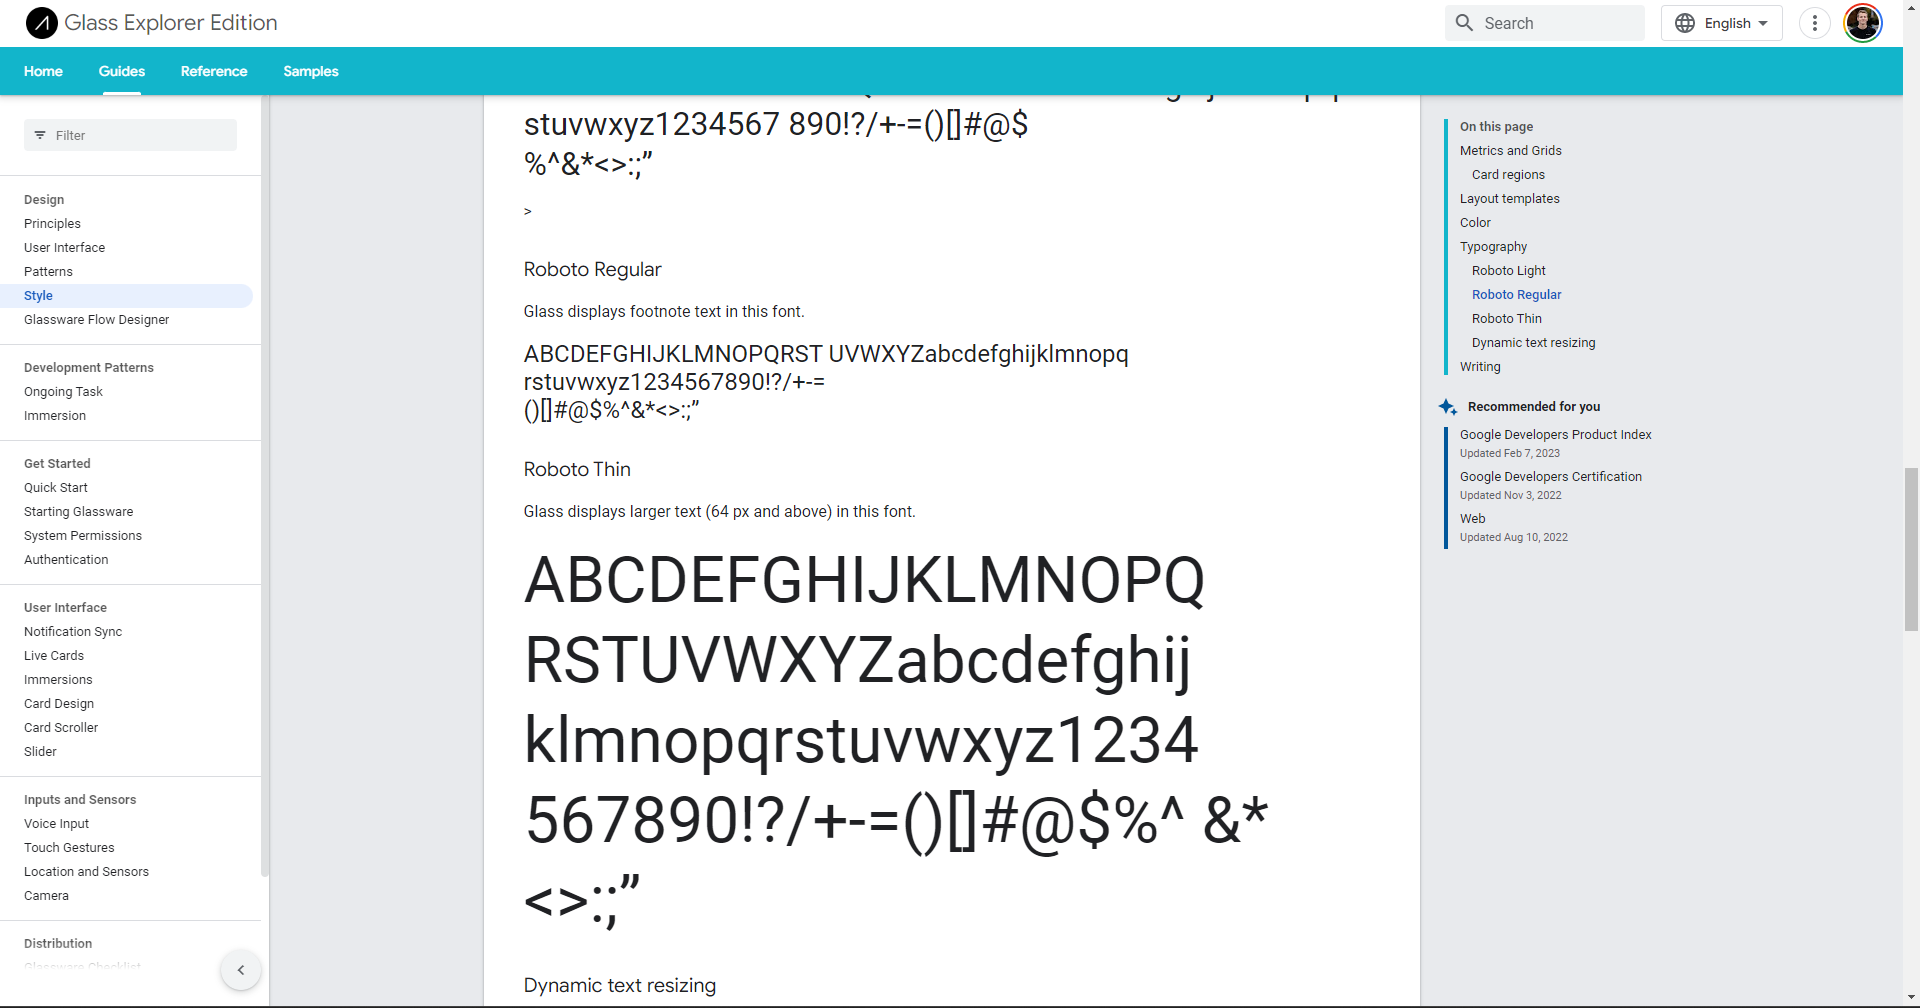 Glass Explorer Edition
Search
English
Home
Guides
Reference
Samples
Filter
Design
Principles
User Interface
Patterns
Style
Glassware Flow Designer
Development Patterns
Ongoing Task
Immersion
Get Started
Quick Start
Starting Glassware
System Permissions
Authentication
User Interface
Notification Sync
Live Cards
Immersions
Card Design
Card Scroller
Slider
Inputs and Sensors
Voice Input
Touch Gestures
Location and Sensors
Camera
Distribution
Glassware Checklist
stuvwxyz1234567 890!?/+-=()[]#@$
%^&*<>:;”
>
Roboto Regular
Glass displays footnote text in this font.
ABCDEFGHIJKLMNOPQRST UVWXYZabcdefghijklmnopq
rstuvwxyz1234567890!?/+-=
()[]#@$%^&*<>:;”
Roboto Thin
Glass displays larger text (64 px and above) in this font.
ABCDEFGHIJKLMNOPQ
RSTUVWXYZabcdefghij
klmnopqrstuvwxyz1234
567890!?/+-=()[]#@$%^ &*
<>:;”
Dynamic text resizing
On this page
Metrics and Grids
Card regions
Layout templates
Color
Typography
Roboto Light
Roboto Regular
Roboto Thin
Dynamic text resizing
Writing
Recommended for you
Google Developers Product Index
Updated Feb 7, 2023
Google Developers Certification
Updated Nov 3, 2022
Web
Updated Aug 10, 2022